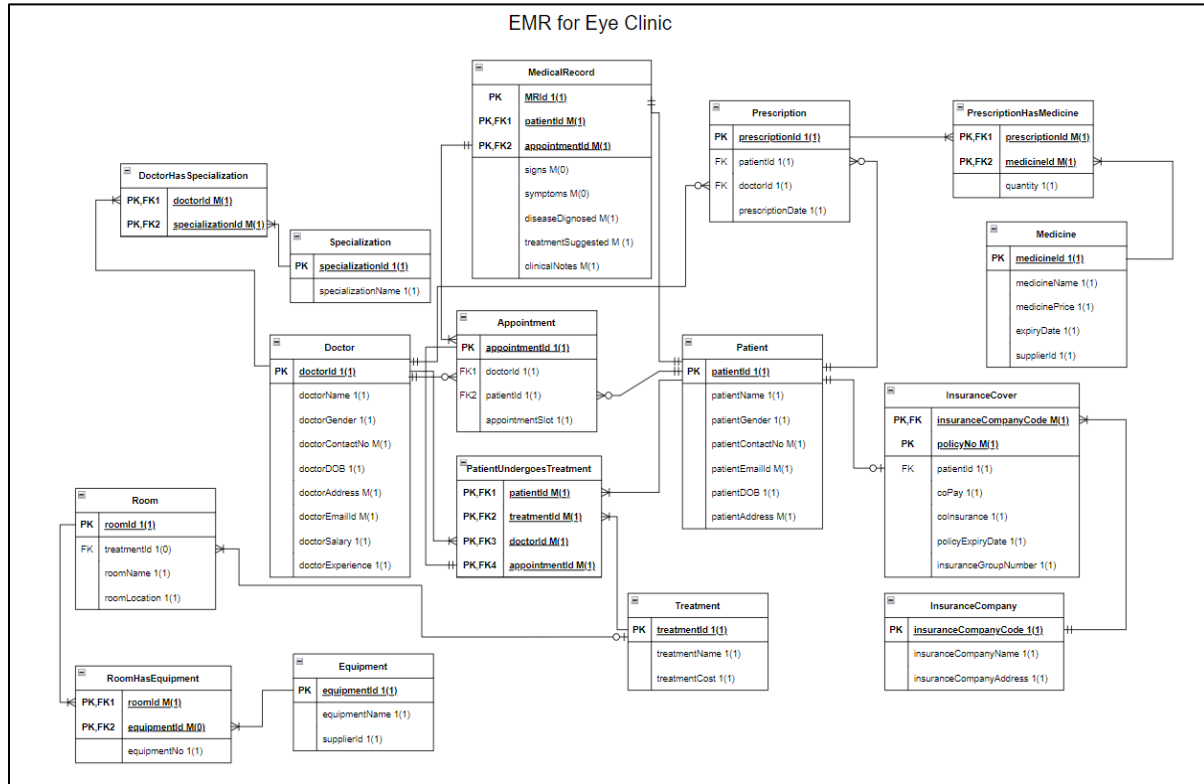 EMR for Eye Clinic
MedicalRecord
PK MRId 1(1)
PK,FK1 patientId M(1)
PK,FK2 appointmentId M(1)
signs M(0)
symptoms M(0)
diseaseDignosed M(1)
treatmentSuggested M (1)
clinicalNotes M(1)
Prescription
PK prescriptionId 1(1)
FK patientId 1(1)
FK doctorId 1(1)
prescriptionDate 1(1)
PrescriptionHasMedicine
PK,FK1 prescriptionId M(1)
PK,FK2 medicineId M(1)
quantity 1(1)
DoctorHasSpecialization
PK,FK1 doctorId M(1)
PK,FK2 specializationId M(1)
Specialization
PK specializationId 1(1)
specializationName 1(1)
Medicine
PK medicineId 1(1)
medicineName 1(1)
medicinePrice 1(1)
expiryDate 1(1)
supplierId 1(1)
Doctor
PK doctorId 1(1)
doctorName 1(1)
doctorGender 1(1)
doctorContactNo M(1)
doctorDOB 1(1)
doctorAddress M(1)
doctorEmailId M(1)
doctorSalary 1(1)
doctorExperience 1(1)
Appointment
PK appointmentId 1(1)
FK1 doctorId 1(1)
FK2 patientId 1(1)
appointmentSlot 1(1)
Patient
PK patientId 1(1)
patientName 1(1)
patientGender 1(1)
patientContactNo M(1)
patientEmailId M(1)
patientDOB 1(1)
patientAddress M(1)
InsuranceCover
PK,FK insuranceCompanyCode M(1)
PK policyNo M(1)
FK patientId 1(1)
coPay 1(1)
coInsurance 1(1)
policyExpiryDate 1(1)
insuranceGroupNumber 1(1)
PatientUndergoesTreatment
PK,FK1 patientId M(1)
PK,FK2 treatmentId M(1)
PK,FK3 doctorId M(1)
PK,FK4 appointmentId M(1)
Room
PK roomId 1(1)
FK treatmentId 1(0)
roomName 1(1)
roomLocation 1(1)
Treatment
PK treatmentId 1(1)
treatmentName 1(1)
treatmentCost 1(1)
InsuranceCompany
PK insuranceCompanyCode 1(1)
insuranceCompanyName 1(1)
insuranceCompanyAddress 1(1)
RoomHasEquipment
PK,FK1 roomId M(1)
PK,FK2 equipmentId M(0)
equipmentNo 1(1)
Equipment
PK equipmentId 1(1)
equipmentName 1(1)
supplierId 1(1)